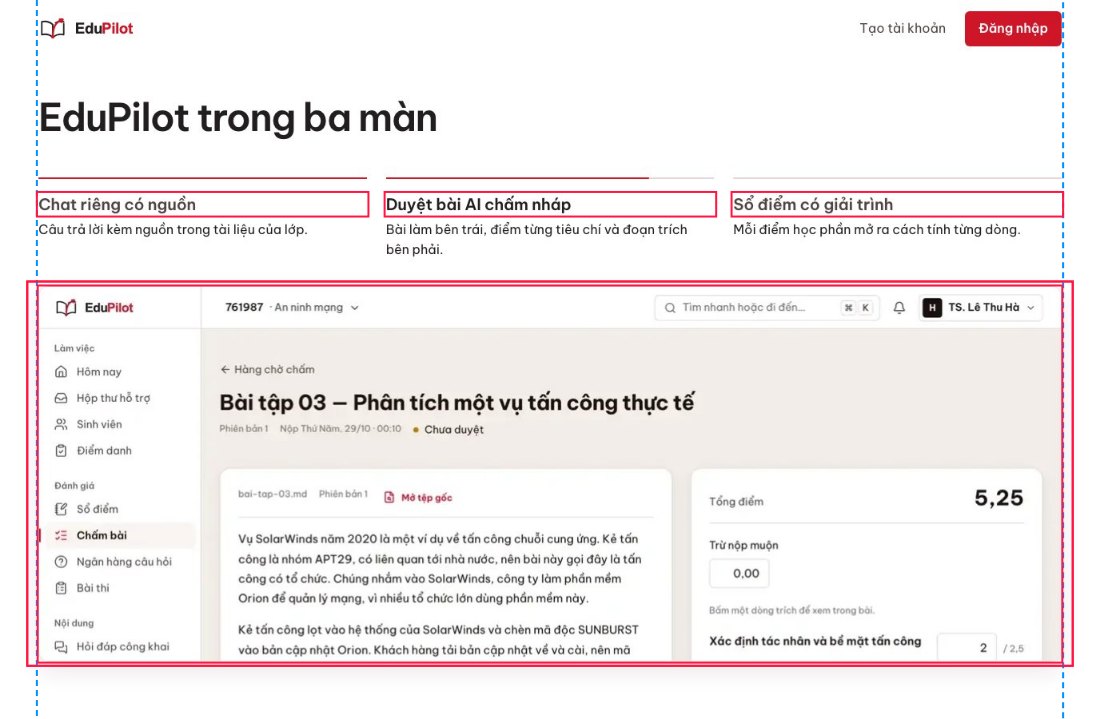 EduPilot
Tạo tài khoản
Đăng nhập
EduPilot trong ba màn
Chat riêng có nguồn
Câu trả lời kèm nguồn trong tài liệu của lớp.
Duyệt bài AI chấm nháp
Bài làm bên trái, điểm từng tiêu chí và đoạn trích
bên phải.
Sổ điểm có giải trình
Mỗi điểm học phần mở ra cách tính từng dòng.
EduPilot
761987 · An ninh mạng
Tìm nhanh hoặc đi đến...
⌘ K
H
TS. Lê Thu Hà
Làm việc
Hôm nay
Hộp thư hỗ trợ
Sinh viên
Điểm danh
Đánh giá
Sổ điểm
Chấm bài
Ngân hàng câu hỏi
Bài thi
Nội dung
Hỏi đáp công khai
← Hàng chờ chấm
Bài tập 03 — Phân tích một vụ tấn công thực tế
Phiên bản 1 Nộp Thứ Năm, 29/10 · 00:10 Chưa duyệt
bai-tap-03.md Phiên bản 1 Mở tệp gốc
Vụ SolarWinds năm 2020 là một ví dụ về tấn công chuỗi cung ứng. Kẻ tấn
công là nhóm APT29, có liên quan tới nhà nước, nên bài này gọi đây là tấn
công có tổ chức. Chúng nhắm vào SolarWinds, công ty làm phần mềm
Orion để quản lý mạng, vì nhiều tổ chức lớn dùng phần mềm này.
Kẻ tấn công lọt vào hệ thống của SolarWinds và chèn mã độc SUNBURST
vào bản cập nhật Orion. Khách hàng tải bản cập nhật về và cài, nên mã
Tổng điểm
5,25
Trừ nộp muộn
0,00
Bấm một dòng trích để xem trong bài.
Xác định tác nhân và bề mặt tấn công
2 / 2,5